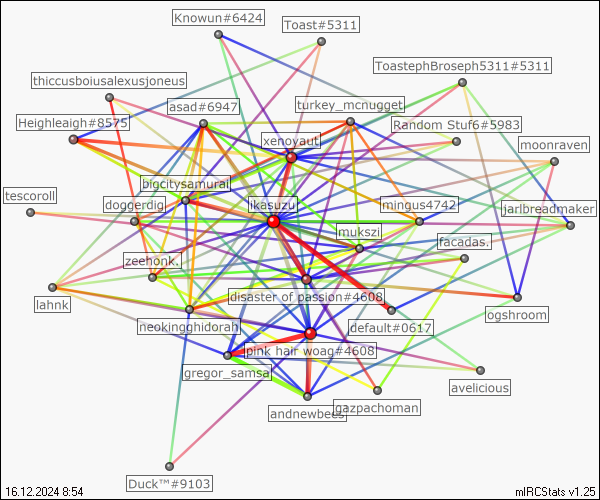 Knowun#6424
Toast#5311
ToastephBroseph5311#5311
thiccusboiusalexusjoneus
asad#6947
turkey_mcnugget
Heighleaigh#8575
Random Stuf6#5983
xenoyaut
moonraven
bigcitysamurai
tescoroll
doggerdig
ikasuzu
mingus4742
jarlbreadmaker
mukszi
facadas.
zeehonk.
disaster of passion#4608
lahnk
ogshroom
neokingghidorah
default#0617
pink hair woag#4608
gregor_samsa
avelicious
andnewbees
gazpachoman
Duck™#9103
16.12.2024 8:54
mIRCStats v1.25